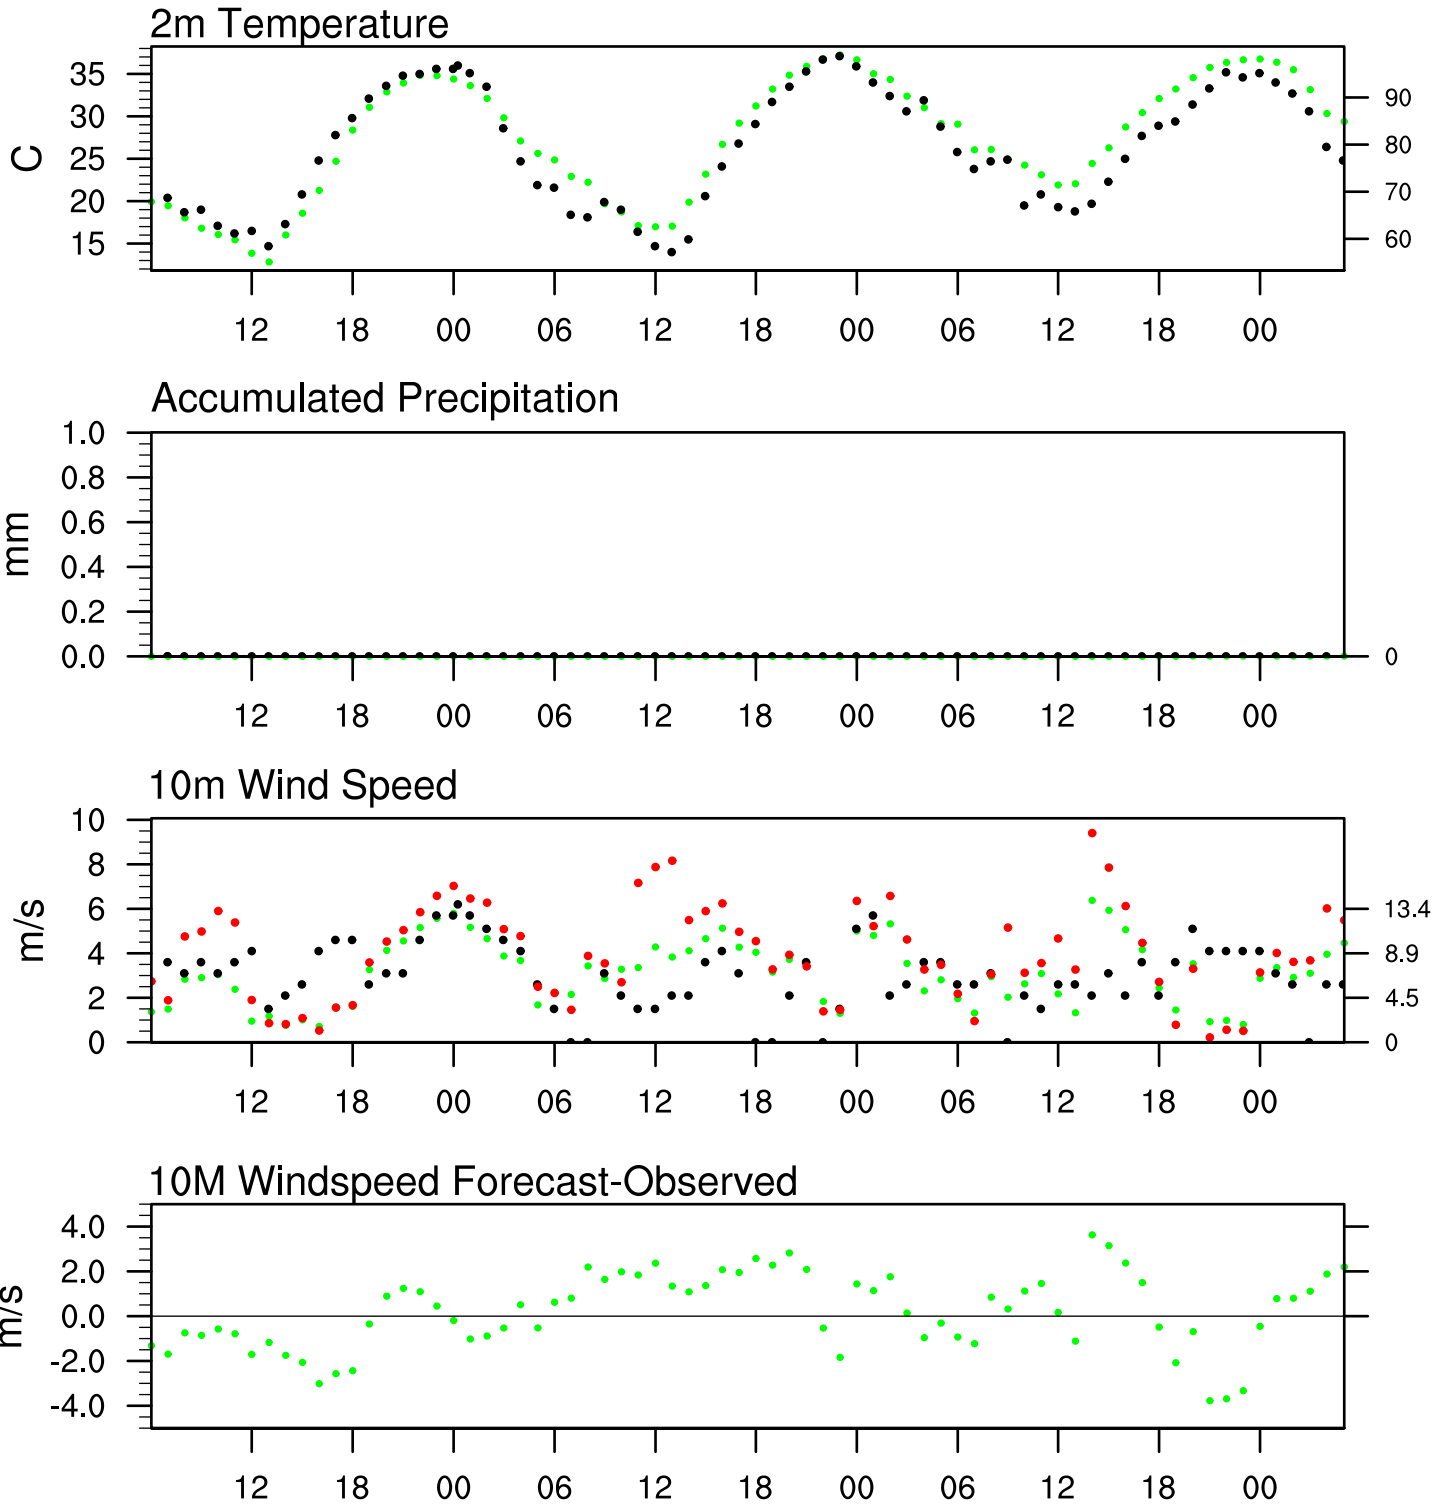 2m Temperature
35
30
25
20
15
C
90
80
70
60
12 18 00 06 12 18 00 06 12 18 00
Accumulated Precipitation
1.0
0.8
0.6
0.4
0.2
0.0
mm
0
12 18 00 06 12 18 00 06 12 18 00
10m Wind Speed
10
8
6
4
2
0
m/s
13.4
8.9
4.5
0
12 18 00 06 12 18 00 06 12 18 00
10M Windspeed Forecast-Observed
4.0
2.0
0.0
-2.0
-4.0
m/s
12 18 00 06 12 18 00 06 12 18 00